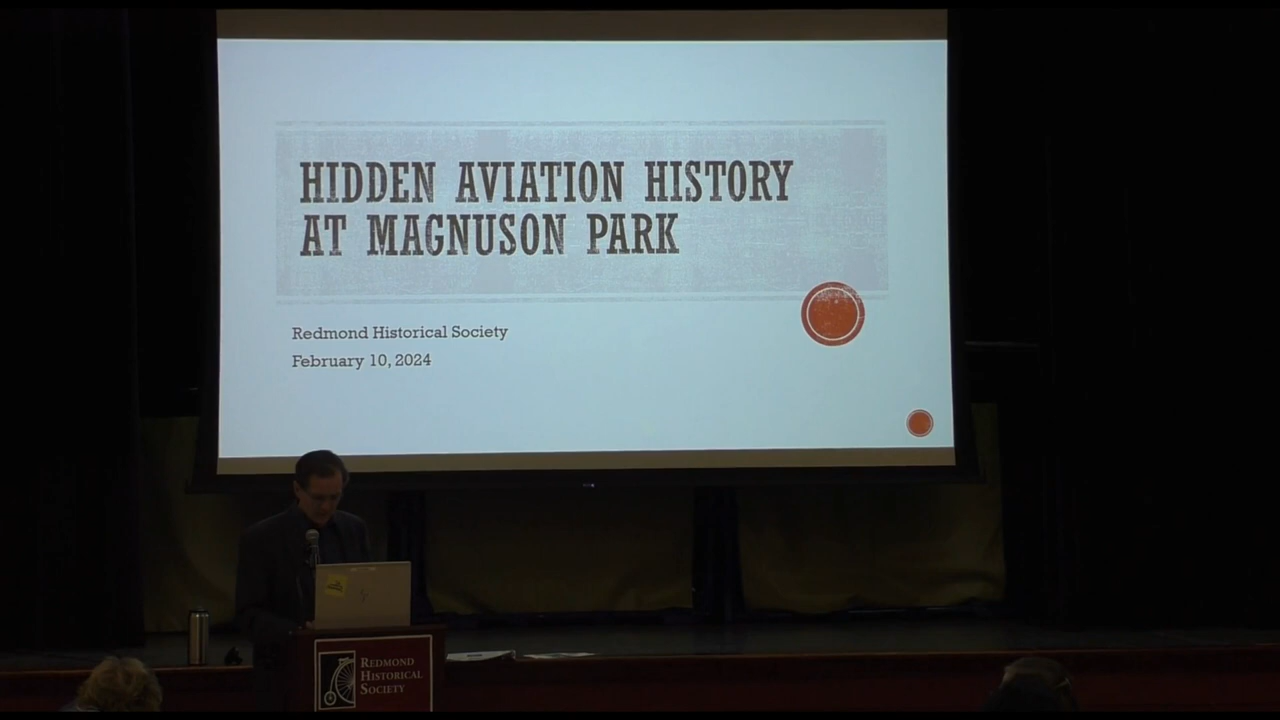 HIDDEN AVIATION HISTORY
AT MAGNUSON PARK
Redmond Historical Society
February 10, 2024
REDMOND
HISTORICAL
SOCIETY